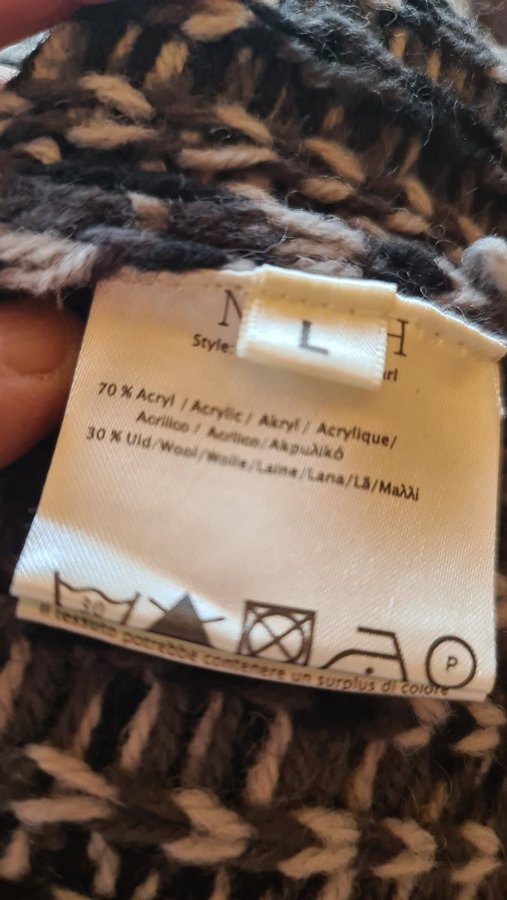 N H
L
Style:
70 % Acryl / Acrylic / Akryl / Acrylique/
Acrilico / Acrílico/Ακρυλικό
30 % Uld/Wool/Wolle/Laine/Lana/Lã/Μαλλί
30
P
Il tessuto potrebbe contenere un surplus di colore